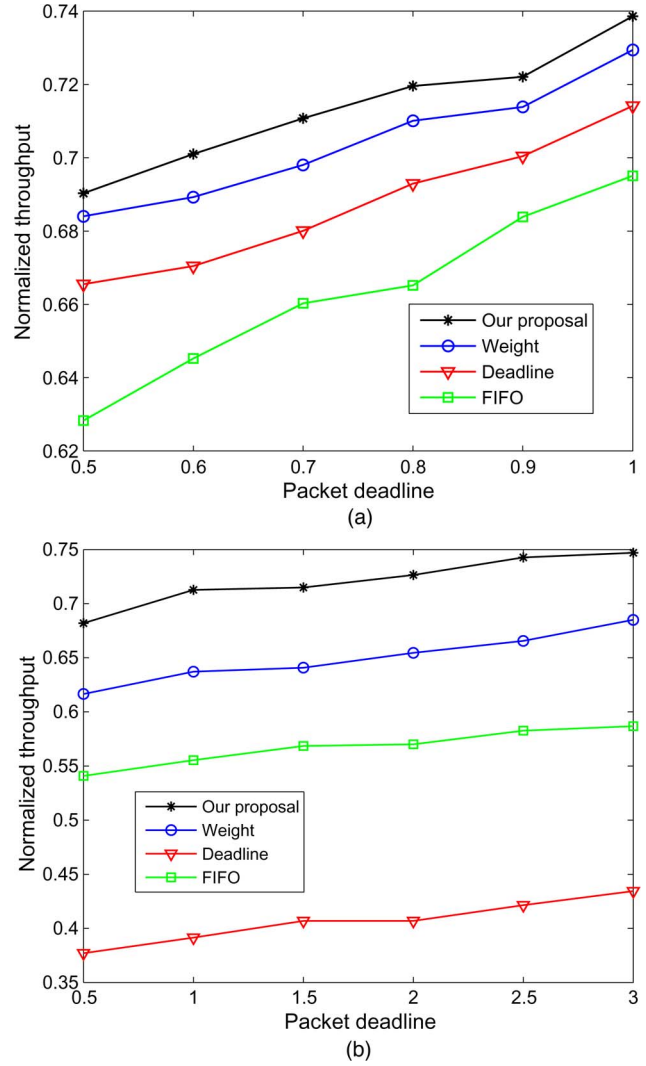 0.74
0.72
0.7
0.68
0.66
0.64
0.62
Normalized throughput
Our proposal
Weight
Deadline
FIFO
0.5 0.6 0.7 0.8 0.9 1
Packet deadline
(a)
0.75
0.7
0.65
0.6
0.55
0.5
0.45
0.4
0.35
Normalized throughput
Our proposal
Weight
Deadline
FIFO
0.5 1 1.5 2 2.5 3
Packet deadline
(b)